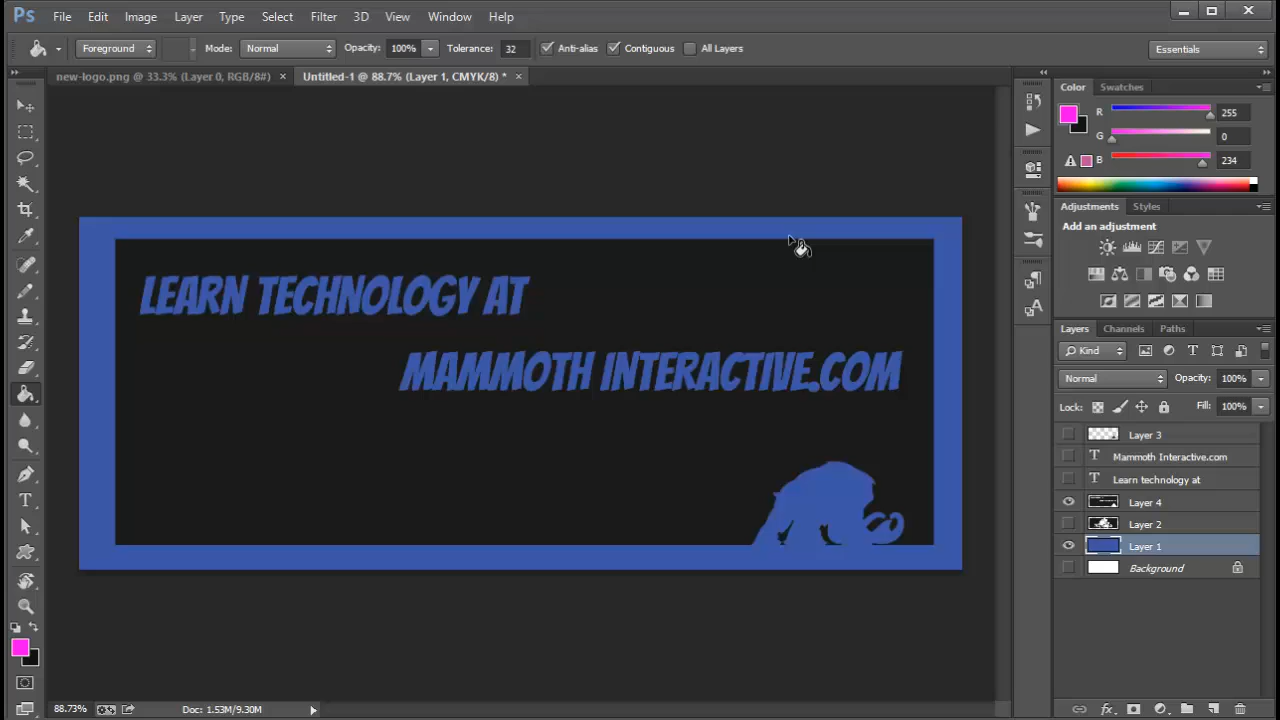 Ps File Edit Image Layer Type Select Filter 3D View Window Help
Foreground Mode: Normal Opacity: 100% Tolerance: 32 Anti-alias Contiguous All Layers Essentials
new-logo.png @ 33.3% (Layer 0, RGB/8#) × Untitled-1 @ 88.7% (Layer 1, CMYK/8) * ×
Color Swatches
R 255
G 0
B 234
Adjustments Styles
Add an adjustment
LEARN TECHNOLOGY AT
MAMMOTH INTERACTIVE.COM
Layers Channels Paths
Kind
Normal Opacity: 100%
Lock: Fill: 100%
Layer 3
T Mammoth Interactive.com
T Learn technology at
Layer 4
Layer 2
Layer 1
Background
88.73% Doc: 1.53M/9.30M